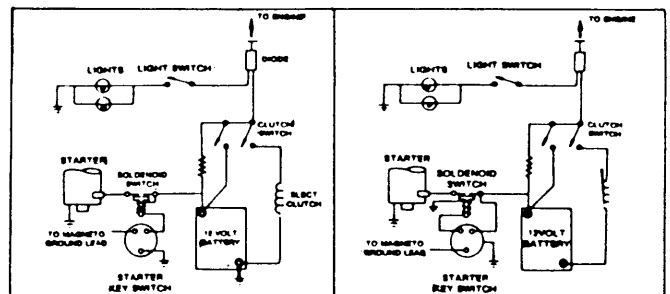 TO ENGINE
DIODE
LIGHTS
LIGHT SWITCH
CLUTCH
SWITCH
STARTER
SOLDENOID
SWITCH
ELECT
CLUTCH
12 VOLT
BATTERY
TO MAGNETO
GROUND LEAD
STARTER
KEY SWITCH
TO ENGINE
LIGHTS
LIGHT SWITCH
CLUTCH
SWITCH
STARTER
SOLDENOID
SWITCH
12VOLT
BATTERY
TO MAGNETO
GROUND LEAD
STARTER
KEY SWITCH